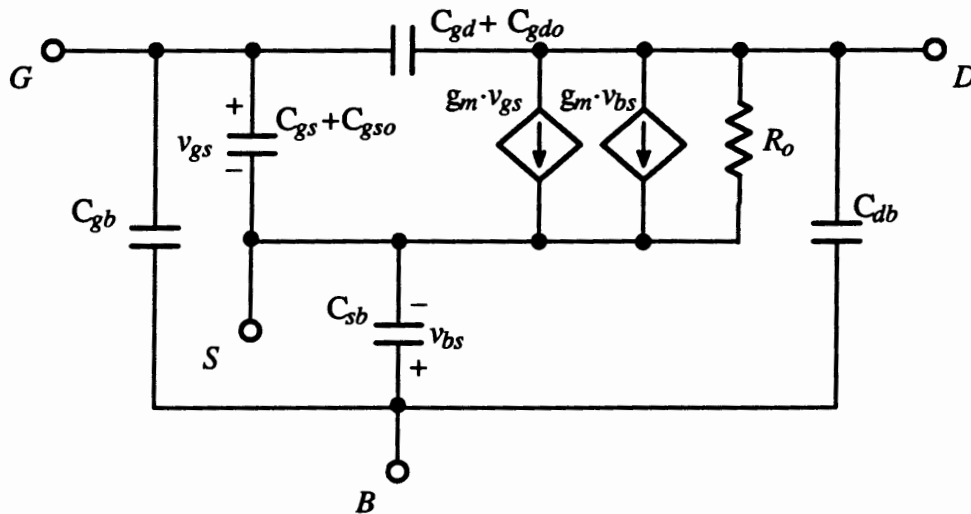 C_gd + C_gdo
G
D
g_m·v_gs
g_m·v_bs
+
C_gs + C_gso
v_gs
−
R_o
C_gb
C_db
C_sb
−
v_bs
+
S
B